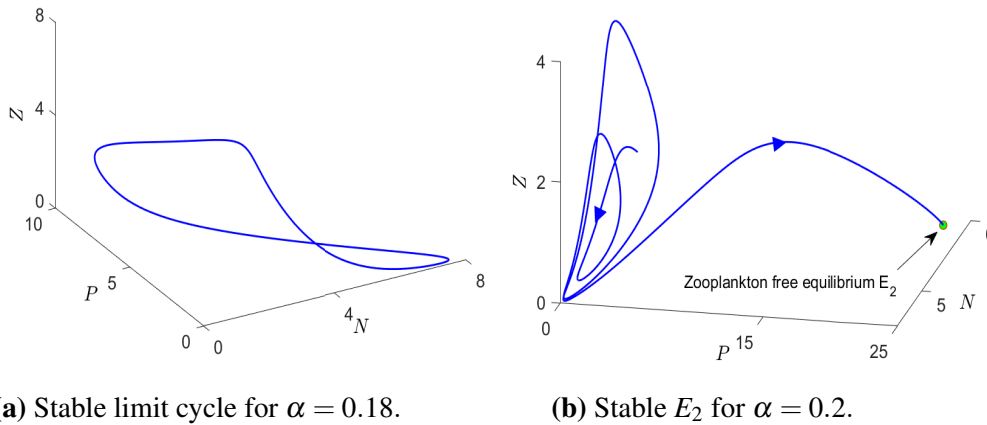 8
4
Z
0
10
5
P
0
0
4
N
8
4
2
Z
0
0
P
15
25
5
N
Zooplankton free equilibrium E₂
a) Stable limit cycle for α = 0.18.
(b) Stable E₂ for α = 0.2.